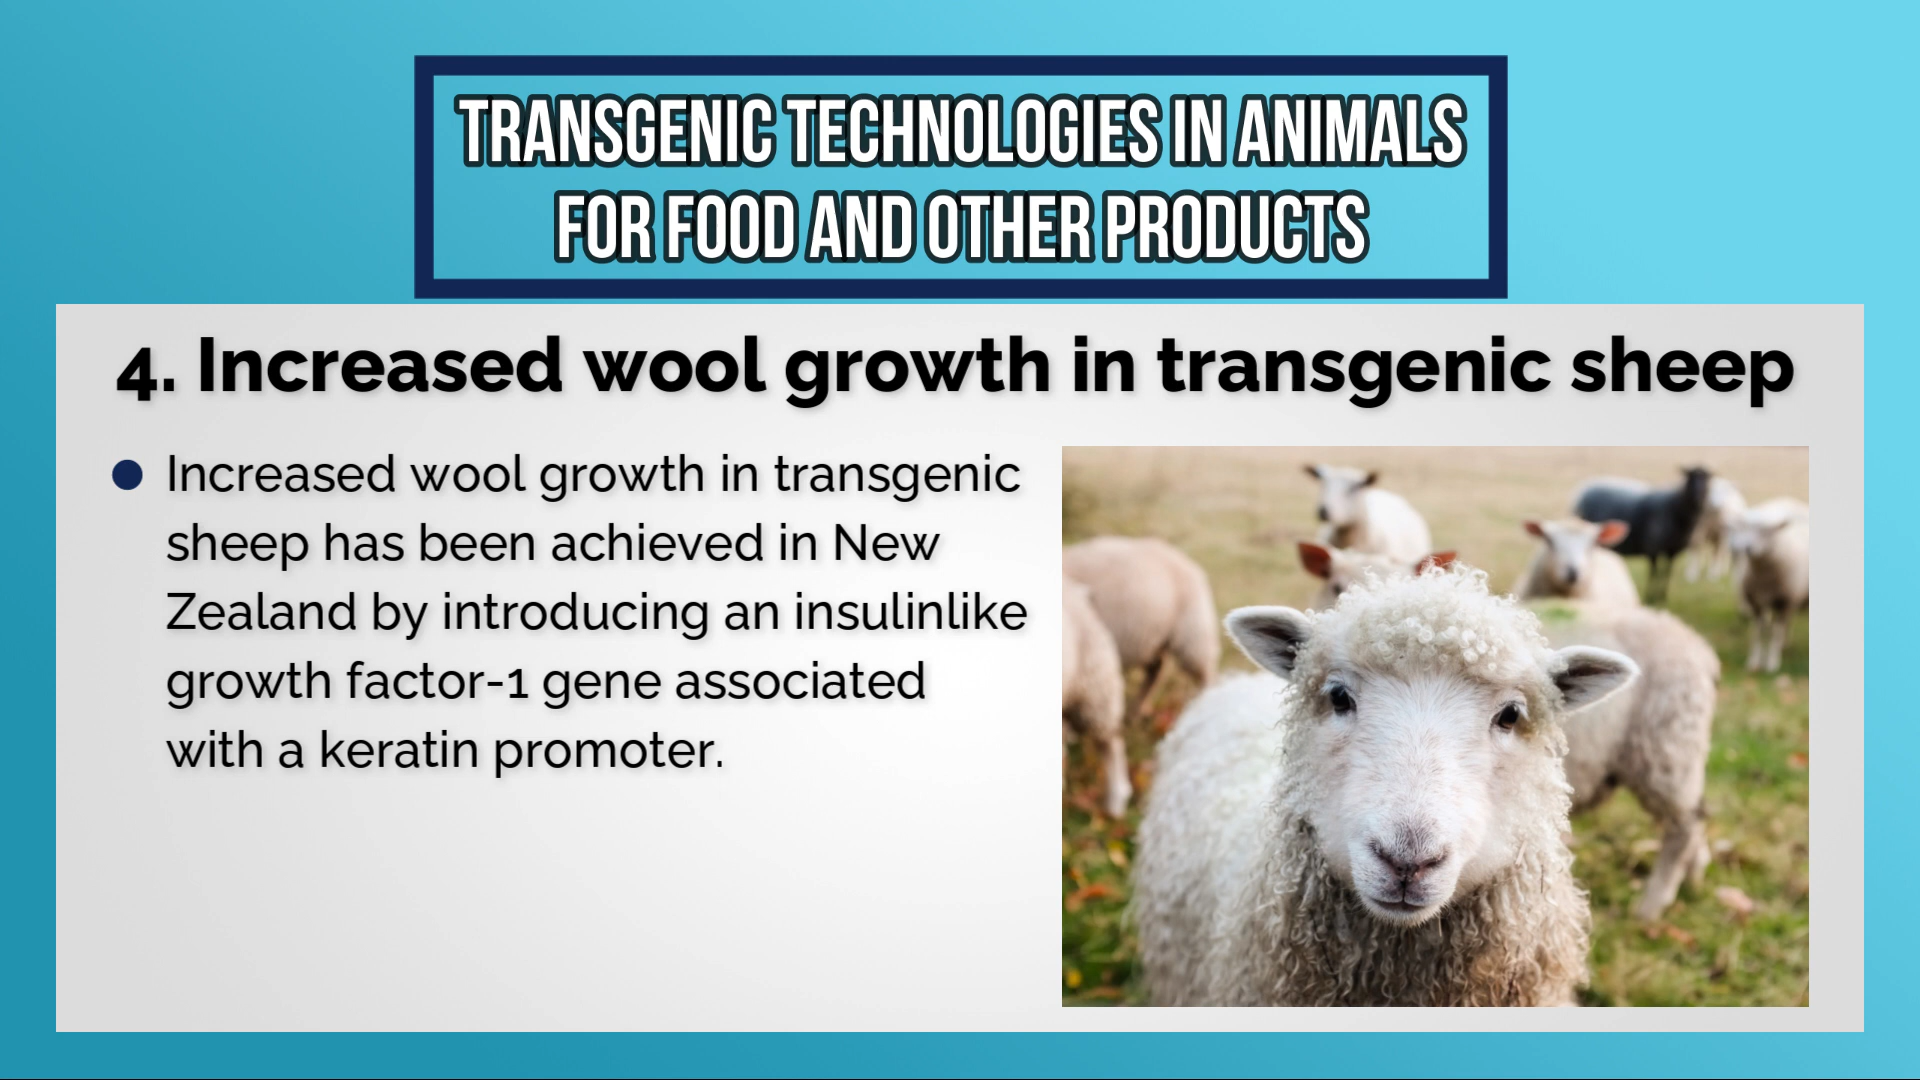 TRANSGENIC TECHNOLOGIES IN ANIMALS
FOR FOOD AND OTHER PRODUCTS
4. Increased wool growth in transgenic sheep
Increased wool growth in transgenic
sheep has been achieved in New
Zealand by introducing an insulinlike
growth factor-1 gene associated
with a keratin promoter.